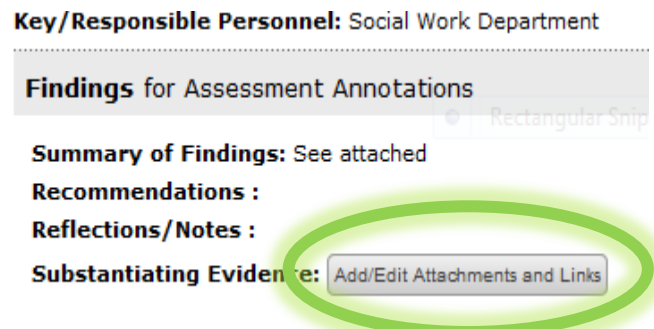 Key/Responsible Personnel: Social Work Department
Findings for Assessment Annotations
Rectangular Snip
Summary of Findings: See attached
Recommendations :
Reflections/Notes :
Substantiating Evidence: Add/Edit Attachments and Links